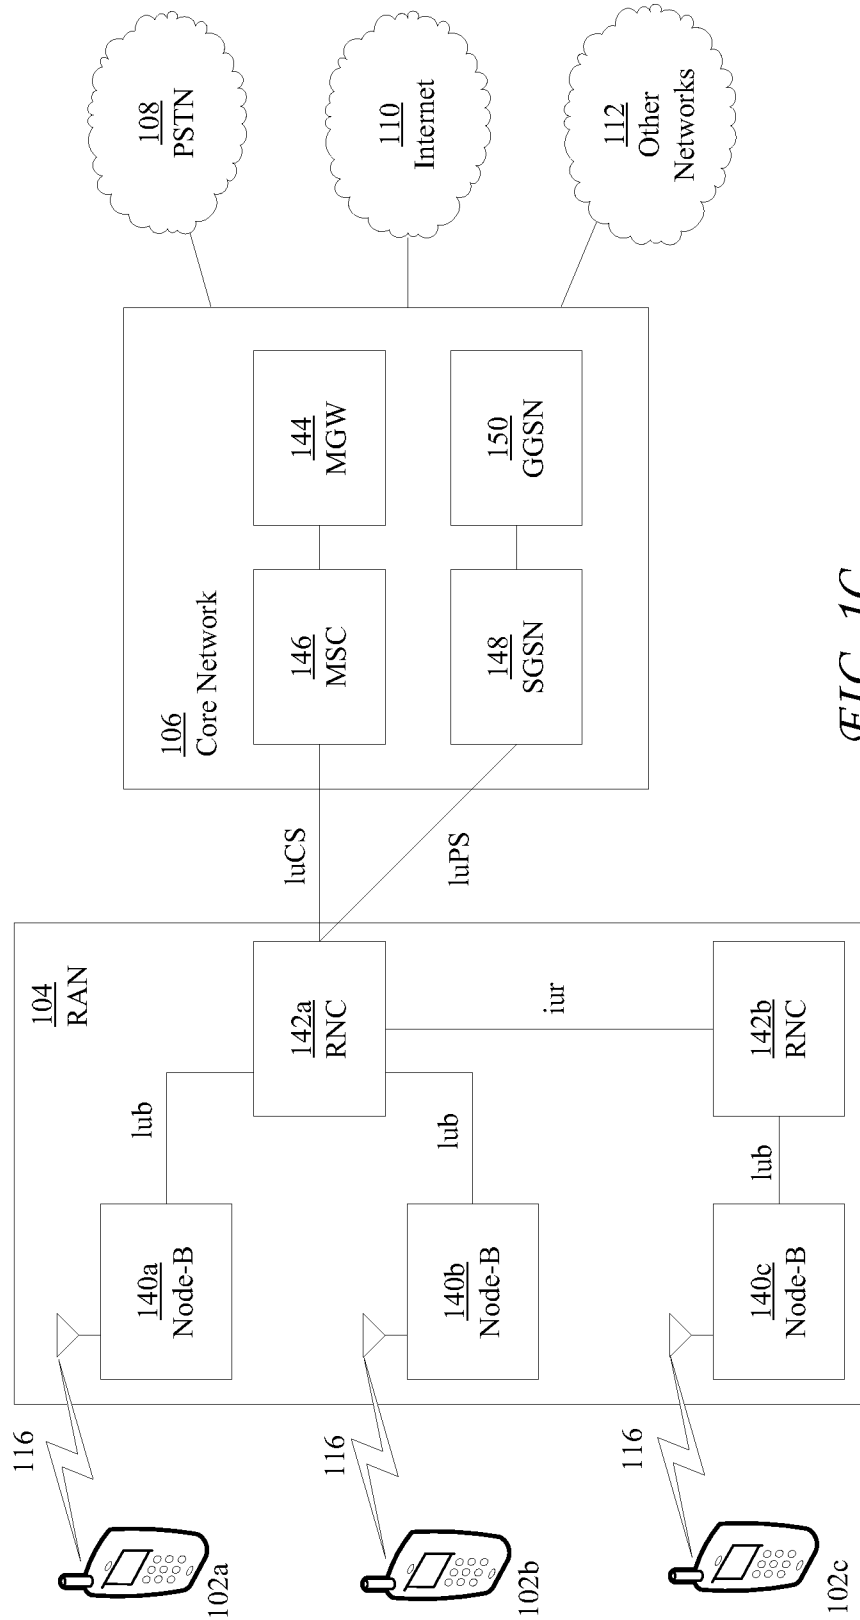 104
RAN
106
Core Network
108
PSTN
116
102a
140a
Node-B
lub
142a
RNC
luCS
146
MSC
144
MGW
110
Internet
116
102b
140b
Node-B
lub
luPS
148
SGSN
150
GGSN
iur
112
Other
Networks
116
102c
140c
Node-B
lub
142b
RNC
FIG. 1C